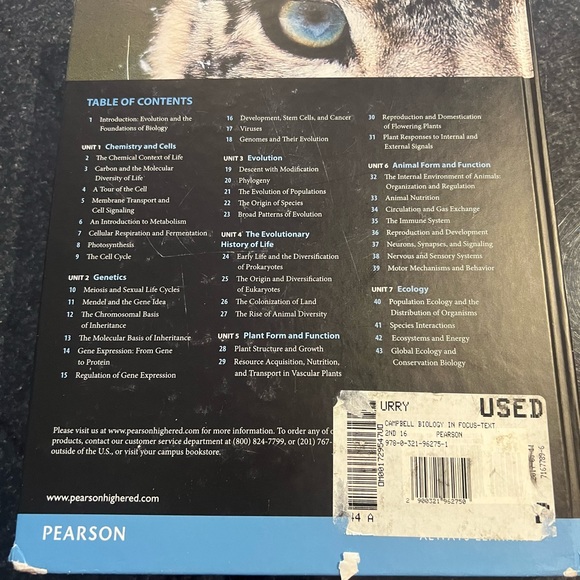 TABLE OF CONTENTS
1 Introduction: Evolution and the
Foundations of Biology
UNIT 1 Chemistry and Cells
2 The Chemical Context of Life
3 Carbon and the Molecular
Diversity of Life
4 A Tour of the Cell
5 Membrane Transport and
Cell Signaling
6 An Introduction to Metabolism
7 Cellular Respiration and Fermentation
8 Photosynthesis
9 The Cell Cycle
UNIT 2 Genetics
10 Meiosis and Sexual Life Cycles
11 Mendel and the Gene Idea
12 The Chromosomal Basis
of Inheritance
13 The Molecular Basis of Inheritance
14 Gene Expression: From Gene
to Protein
15 Regulation of Gene Expression
16 Development, Stem Cells, and Cancer
17 Viruses
18 Genomes and Their Evolution
UNIT 3 Evolution
19 Descent with Modification
20 Phylogeny
21 The Evolution of Populations
22 The Origin of Species
23 Broad Patterns of Evolution
UNIT 4 The Evolutionary
History of Life
24 Early Life and the Diversification
of Prokaryotes
25 The Origin and Diversification
of Eukaryotes
26 The Colonization of Land
27 The Rise of Animal Diversity
UNIT 5 Plant Form and Function
28 Plant Structure and Growth
29 Resource Acquisition, Nutrition,
and Transport in Vascular Plants
30 Reproduction and Domestication
of Flowering Plants
31 Plant Responses to Internal and
External Signals
UNIT 6 Animal Form and Function
32 The Internal Environment of Animals:
Organization and Regulation
33 Animal Nutrition
34 Circulation and Gas Exchange
35 The Immune System
36 Reproduction and Development
37 Neurons, Synapses, and Signaling
38 Nervous and Sensory Systems
39 Motor Mechanisms and Behavior
UNIT 7 Ecology
40 Population Ecology and the
Distribution of Organisms
41 Species Interactions
42 Ecosystems and Energy
43 Global Ecology and
Conservation Biology
Please visit us at www.pearsonhighered.com for more information. To order any of
products, contact our customer service department at (800) 824-7799, or (201) 767-
outside of the U.S., or visit your campus bookstore.
www.pearsonhighered.com
PEARSON
URRY USED
CAMPBELL BIOLOGY IN FOCUS-TEXT
2ND 16 PEARSON
978-0-321-96275-1
2 900321 962750